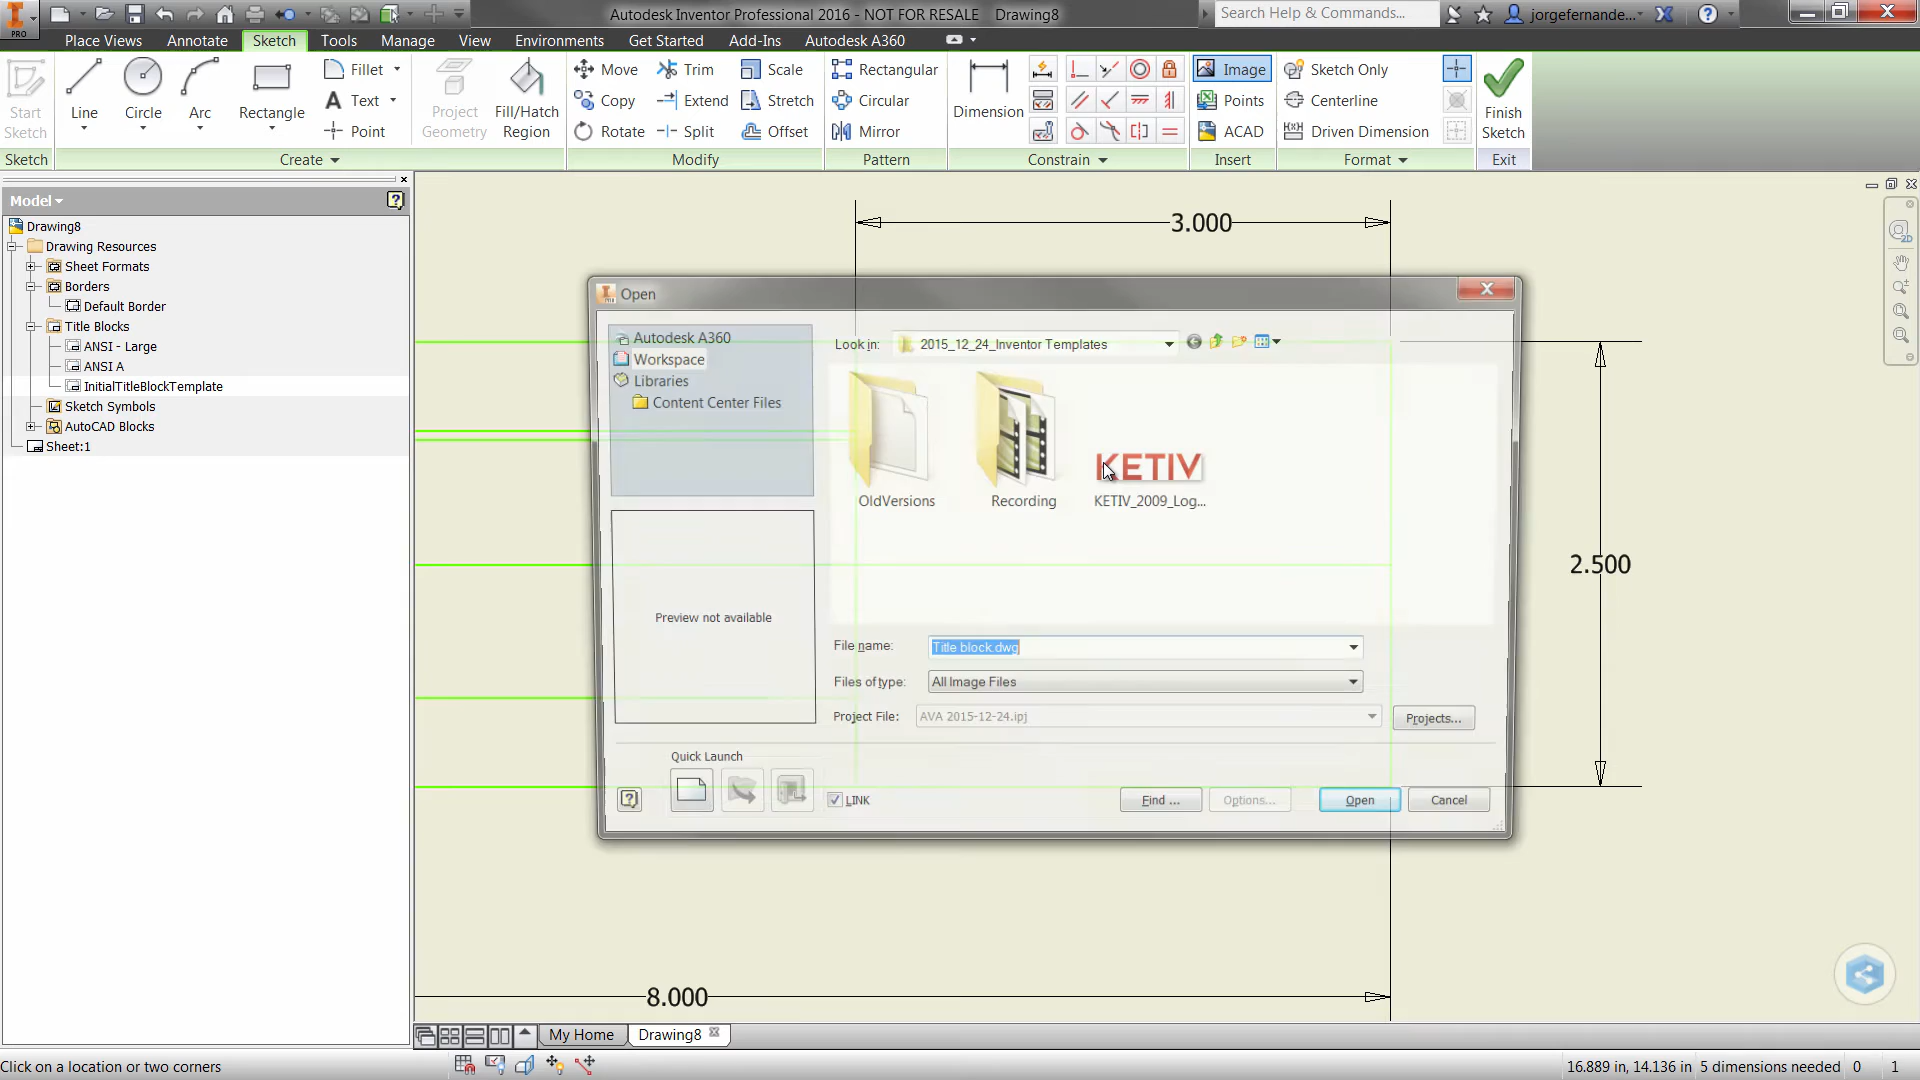 Autodesk Inventor Professional 2016 - NOT FOR RESALE   Drawing8
Search Help & Commands...
jorgefernande...
PRO
Place Views  Annotate  Sketch  Tools  Manage  View  Environments  Get Started  Add-Ins  Autodesk A360
Start Sketch
Line  Circle  Arc  Rectangle
Fillet
Text
Point
Project Geometry
Fill/Hatch Region
Move  Trim  Scale
Copy  Extend  Stretch
Rotate  Split  Offset
Rectangular
Circular
Mirror
Dimension
Image
Points
ACAD
Sketch Only
Centerline
Driven Dimension
Finish Sketch
Sketch  Create  Modify  Pattern  Constrain  Insert  Format  Exit
Model
Drawing8
Drawing Resources
Sheet Formats
Borders
Default Border
Title Blocks
ANSI - Large
ANSI A
InitialTitleBlockTemplate
Sketch Symbols
AutoCAD Blocks
Sheet:1
3.000
2D
Open
Autodesk A360
Workspace
Libraries
Content Center Files
Look in: 2015_12_24_Inventor Templates
KETIV
OldVersions  Recording  KETIV_2009_Log...
2.500
Preview not available
File name: Title block.dwg
Files of type: All Image Files
Project File: AVA 2015-12-24.ipj  Projects...
Quick Launch
LINK
Find ...  Options...  Open  Cancel
8.000
My Home  Drawing8
Click on a location or two corners
16.889 in, 14.136 in  5 dimensions needed  0  1